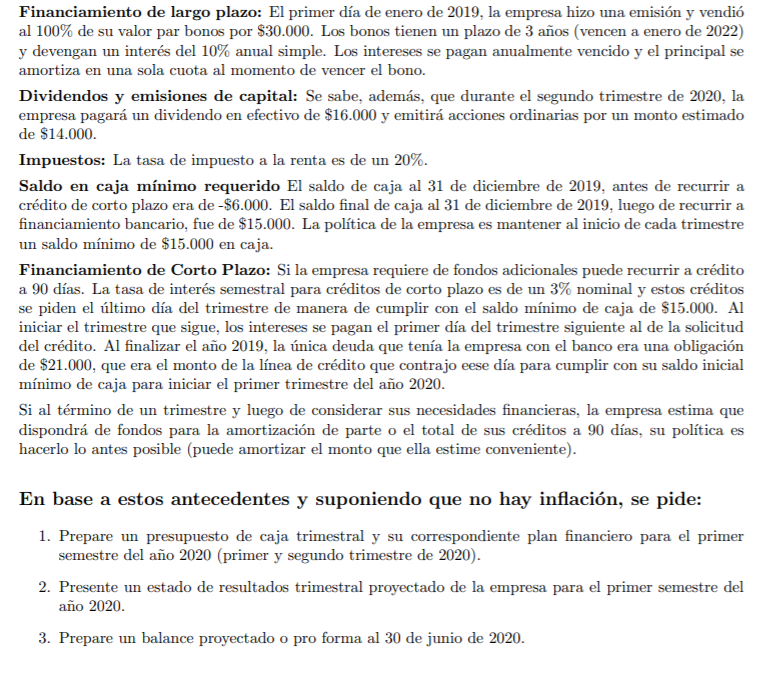 Financiamiento de largo plazo: El primer día de enero de 2019, la empresa hizo una emisión y vendió
al 100% de su valor par bonos por $30.000. Los bonos tienen un plazo de 3 años (vencen a enero de 2022)
y devengan un interés del 10% anual simple. Los intereses se pagan anualmente vencido y el principal se
amortiza en una sola cuota al momento de vencer el bono.
Dividendos y emisiones de capital: Se sabe, además, que durante el segundo trimestre de 2020, la
empresa pagará un dividendo en efectivo de $16.000 y emitirá acciones ordinarias por un monto estimado
de $14.000.
Impuestos: La tasa de impuesto a la renta es de un 20%.
Saldo en caja mínimo requerido El saldo de caja al 31 de diciembre de 2019, antes de recurrir a
crédito de corto plazo era de -$6.000. El saldo final de caja al 31 de diciembre de 2019, luego de recurrir a
financiamiento bancario, fue de $15.000. La política de la empresa es mantener al inicio de cada trimestre
un saldo mínimo de $15.000 en caja.
Financiamiento de Corto Plazo: Si la empresa requiere de fondos adicionales puede recurrir a crédito
a 90 días. La tasa de interés semestral para créditos de corto plazo es de un 3% nominal y estos créditos
se piden el último día del trimestre de manera de cumplir con el saldo mínimo de caja de $15.000. Al
iniciar el trimestre que sigue, los intereses se pagan el primer día del trimestre siguiente al de la solicitud
del crédito. Al finalizar el año 2019, la única deuda que tenía la empresa con el banco era una obligación
de $21.000, que era el monto de la línea de crédito que contrajo eese día para cumplir con su saldo inicial
mínimo de caja para iniciar el primer trimestre del año 2020.
Si al término de un trimestre y luego de considerar sus necesidades financieras, la empresa estima que
dispondrá de fondos para la amortización de parte o el total de sus créditos a 90 días, su política es
hacerlo lo antes posible (puede amortizar el monto que ella estime conveniente).
En base a estos antecedentes y suponiendo que no hay inflación, se pide:
1. Prepare un presupuesto de caja trimestral y su correspondiente plan financiero para el primer
semestre del año 2020 (primer y segundo trimestre de 2020).
2. Presente un estado de resultados trimestral proyectado de la empresa para el primer semestre del
año 2020.
3. Prepare un balance proyectado o pro forma al 30 de junio de 2020.